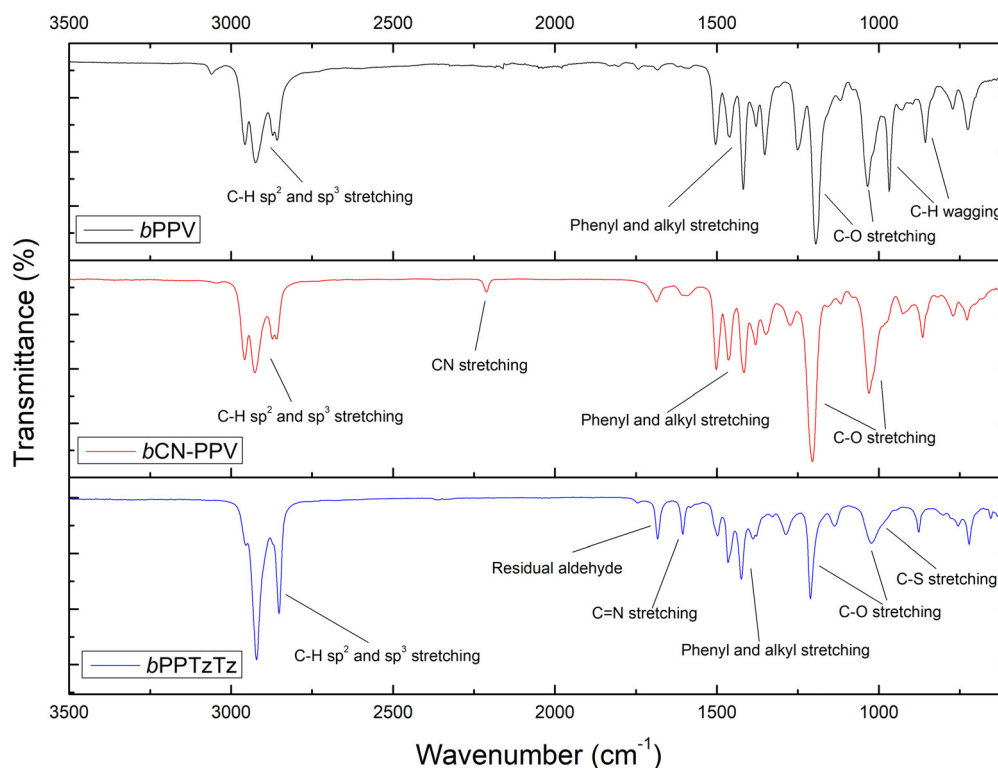 3500 3000 2500 2000 1500 1000
C-H sp² and sp³ stretching
Phenyl and alkyl stretching
C-H wagging
C-O stretching
bPPV
CN stretching
C-H sp² and sp³ stretching
Phenyl and alkyl stretching
C-O stretching
bCN-PPV
Transmittance (%)
Residual aldehyde
C=N stretching
C-S stretching
C-O stretching
Phenyl and alkyl stretching
C-H sp² and sp³ stretching
bPPTzTz
3500 3000 2500 2000 1500 1000
Wavenumber (cm⁻¹)